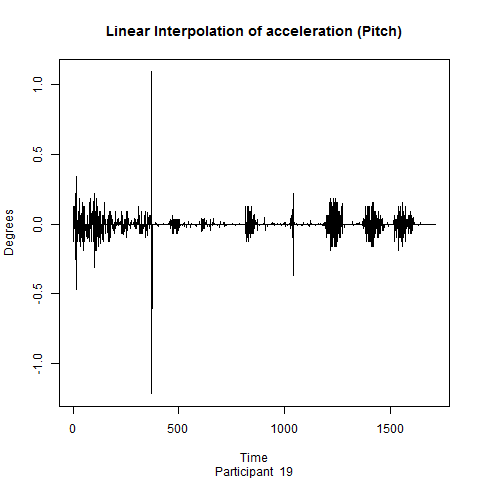 Linear Interpolation of acceleration (Pitch)
Degrees
1.0
0.5
0.0
-0.5
-1.0
0 500 1000 1500
Time
Participant 19